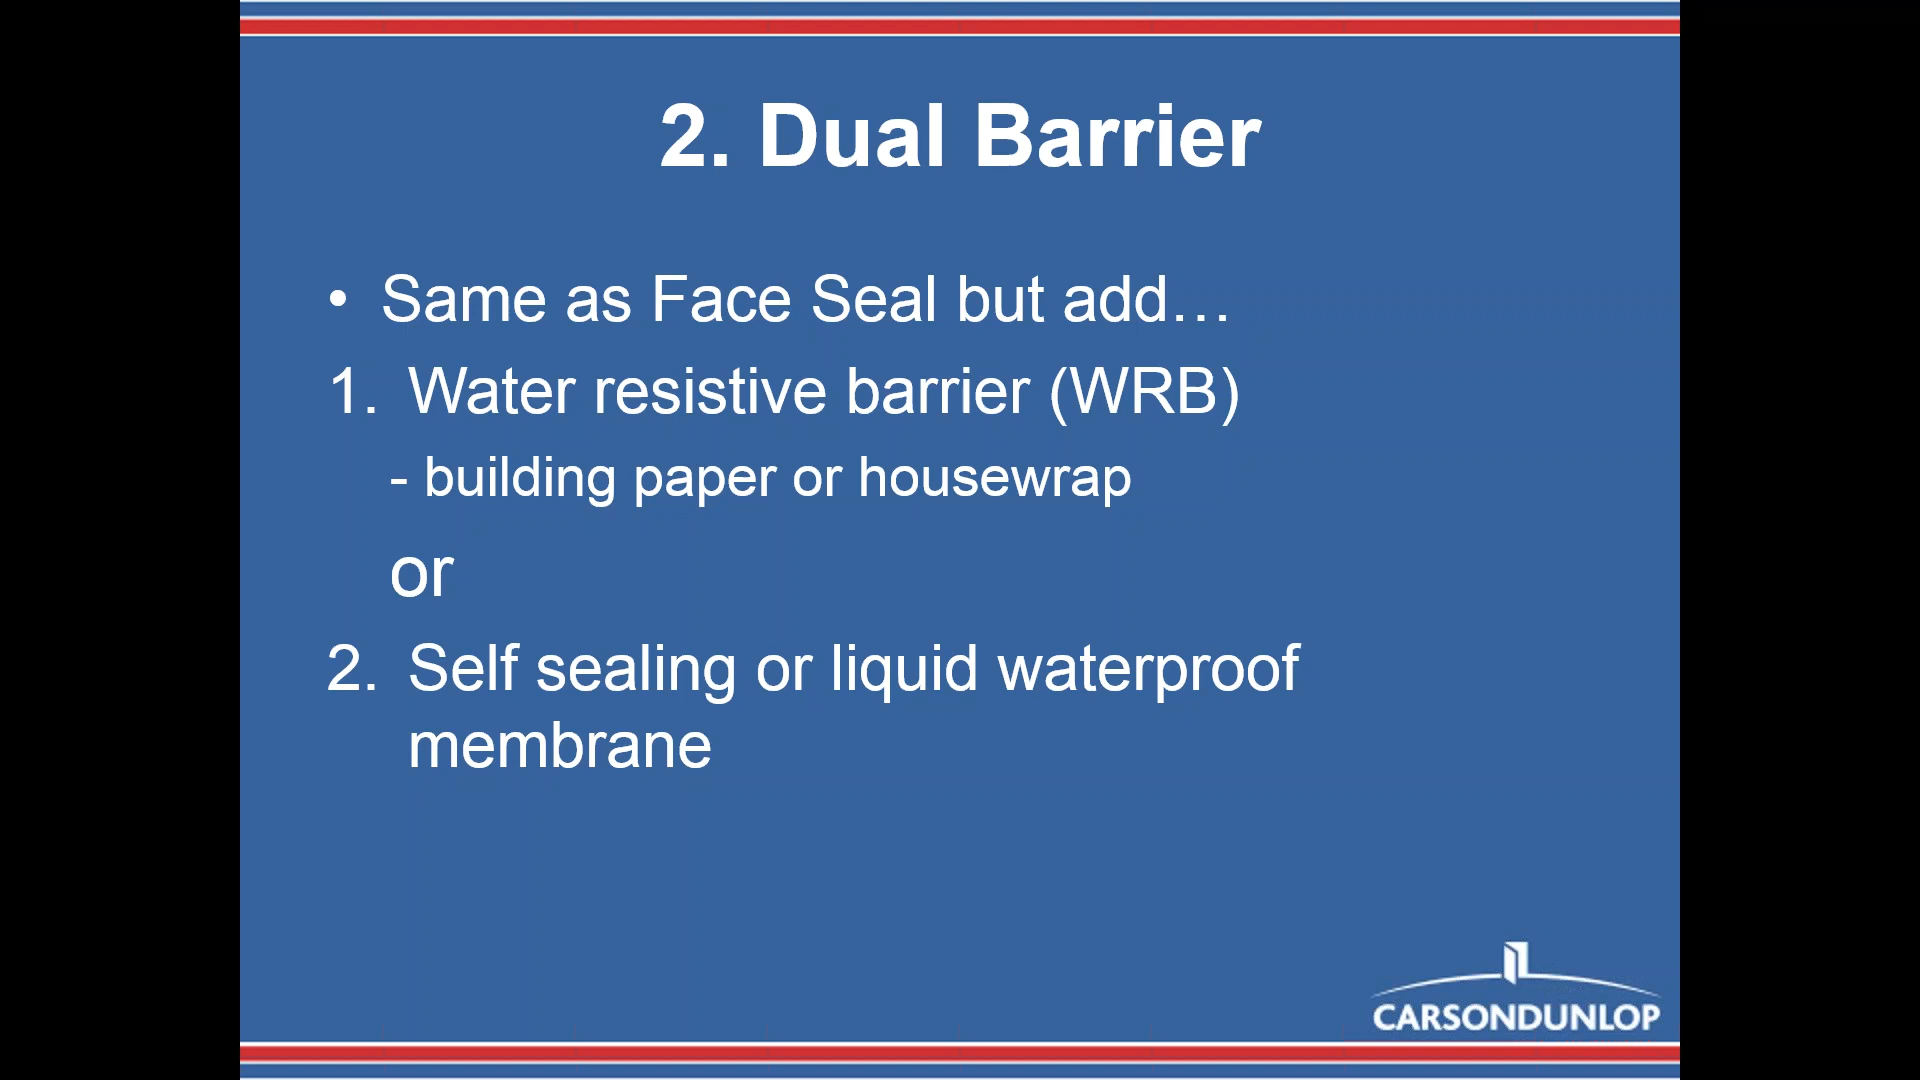 2. Dual Barrier
• Same as Face Seal but add…
1. Water resistive barrier (WRB)
- building paper or housewrap
or
2. Self sealing or liquid waterproof
membrane
CARSONDUNLOP